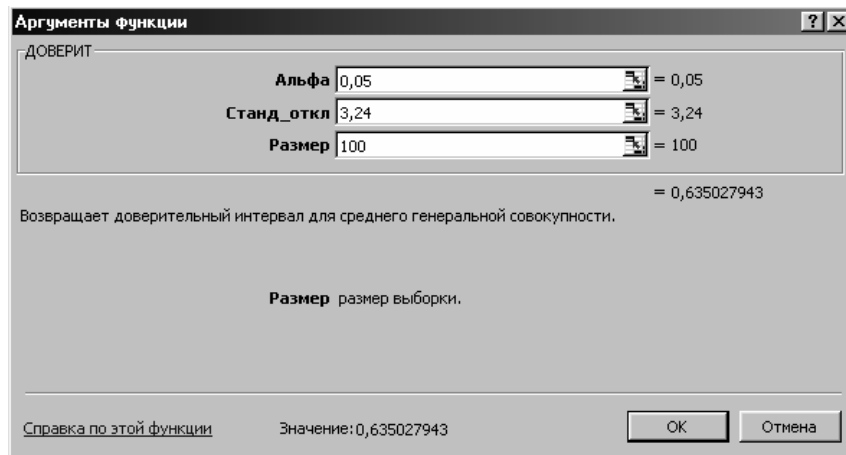 Аргументы функции
ДОВЕРИТ
Альфа 0,05 = 0,05
Станд_откл 3,24 = 3,24
Размер 100 = 100
= 0,635027943
Возвращает доверительный интервал для среднего генеральной совокупности.
Размер размер выборки.
Справка по этой функции Значение:0,635027943 ОК Отмена